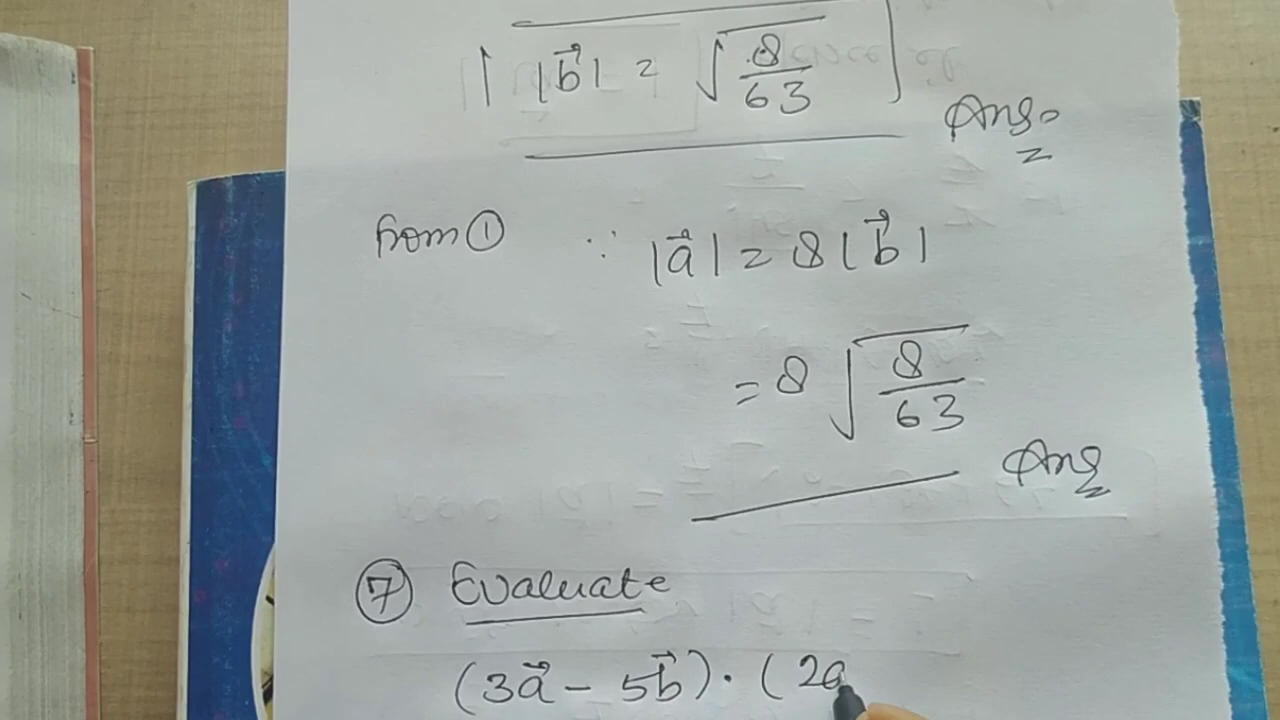 |b⃗| = √(8/63) Ans
from ① ∵ |a⃗| = 8|b⃗|
= 8√(8/63)
Ans
⑦ Evaluate
(3a⃗ - 5b⃗) · (2a